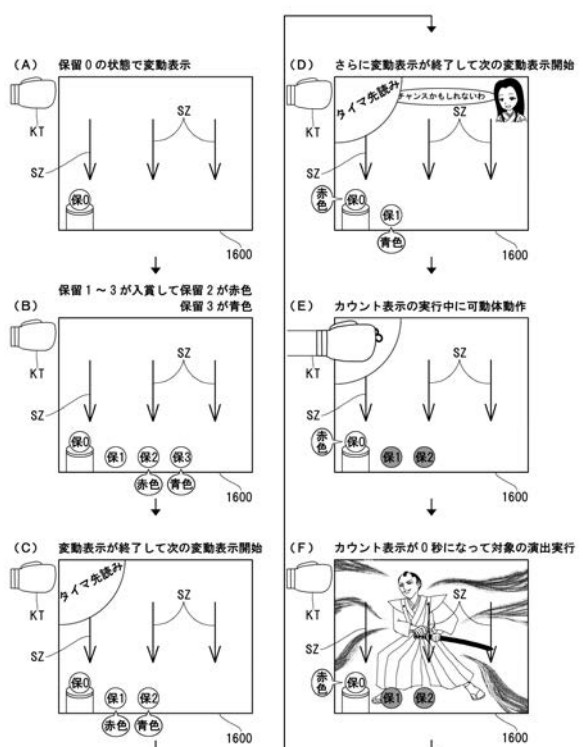 (A) 保留0の状態で変動表示
KT
SZ
SZ
保0
1600
(B) 保留1～3が入賞して保留2が赤色
保留3が青色
KT
SZ
SZ
保0 保1 保2 保3
赤色 青色
1600
(C) 変動表示が終了して次の変動表示開始
タイマ先読み
KT
SZ
SZ
保0 保1 保2
赤色 青色
1600
(D) さらに変動表示が終了して次の変動表示開始
タイマ先読み
チャンスかもしれないわ
KT
SZ
SZ
赤色
保0 保1
青色
1600
(E) カウント表示の実行中に可動体動作
KT
SZ
SZ
赤色
保0 保1 保2
1600
(F) カウント表示が0秒になって対象の演出実行
KT
SZ
SZ
赤色
保0 保1 保2
1600